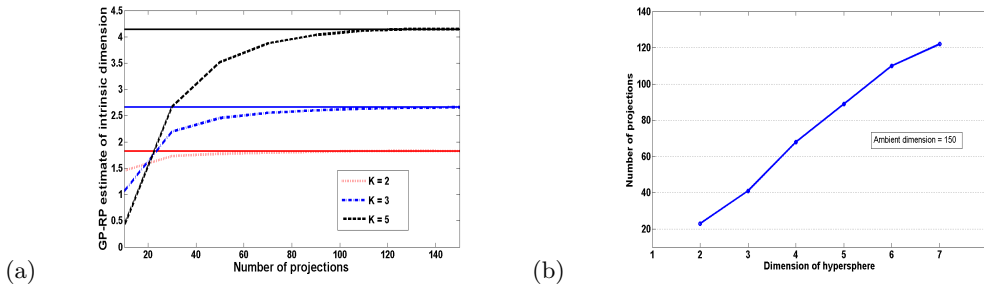 4.5
4
3.5
3
2.5
2
1.5
1
0.5
0
GP-RP estimate of intrinsic dimension
K = 2
K = 3
K = 5
20 40 60 80 100 120 140
Number of projections
(a)
140
120
100
80
60
40
20
Number of projections
Ambient dimension = 150
1 2 3 4 5 6 7
Dimension of hypersphere
(b)